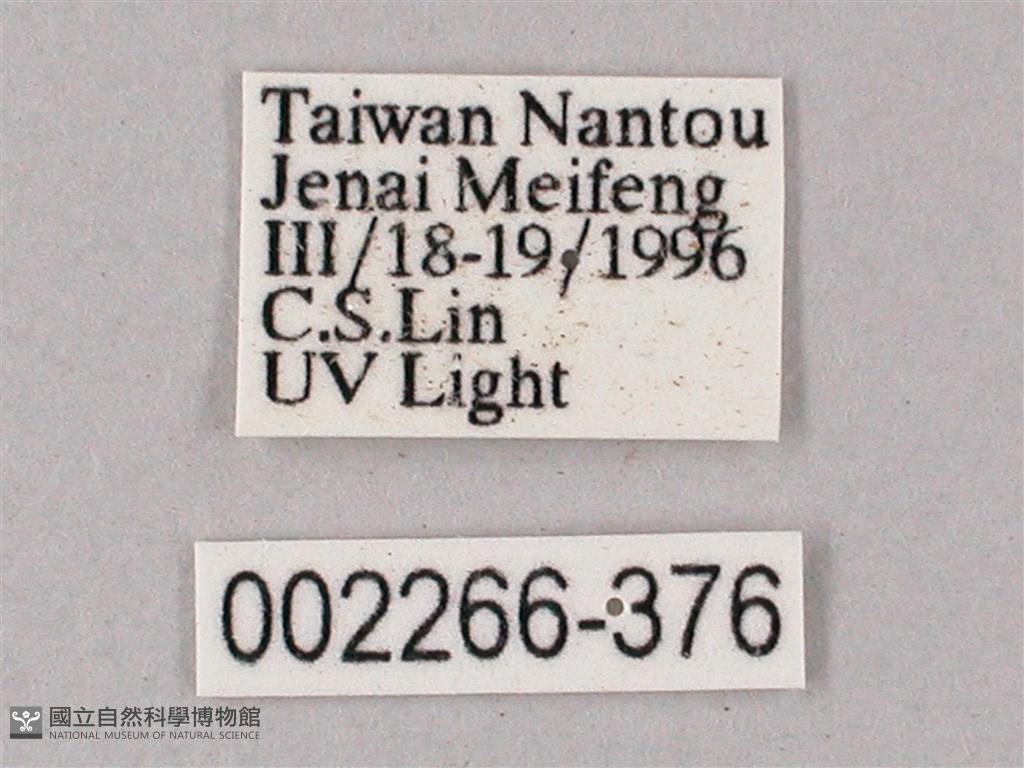 Taiwan Nantou
Jenai Meifeng
III/18-19/1996
C.S.Lin
UV Light
002266-376
國立自然科學博物館
NATIONAL MUSEUM OF NATURAL SCIENCE